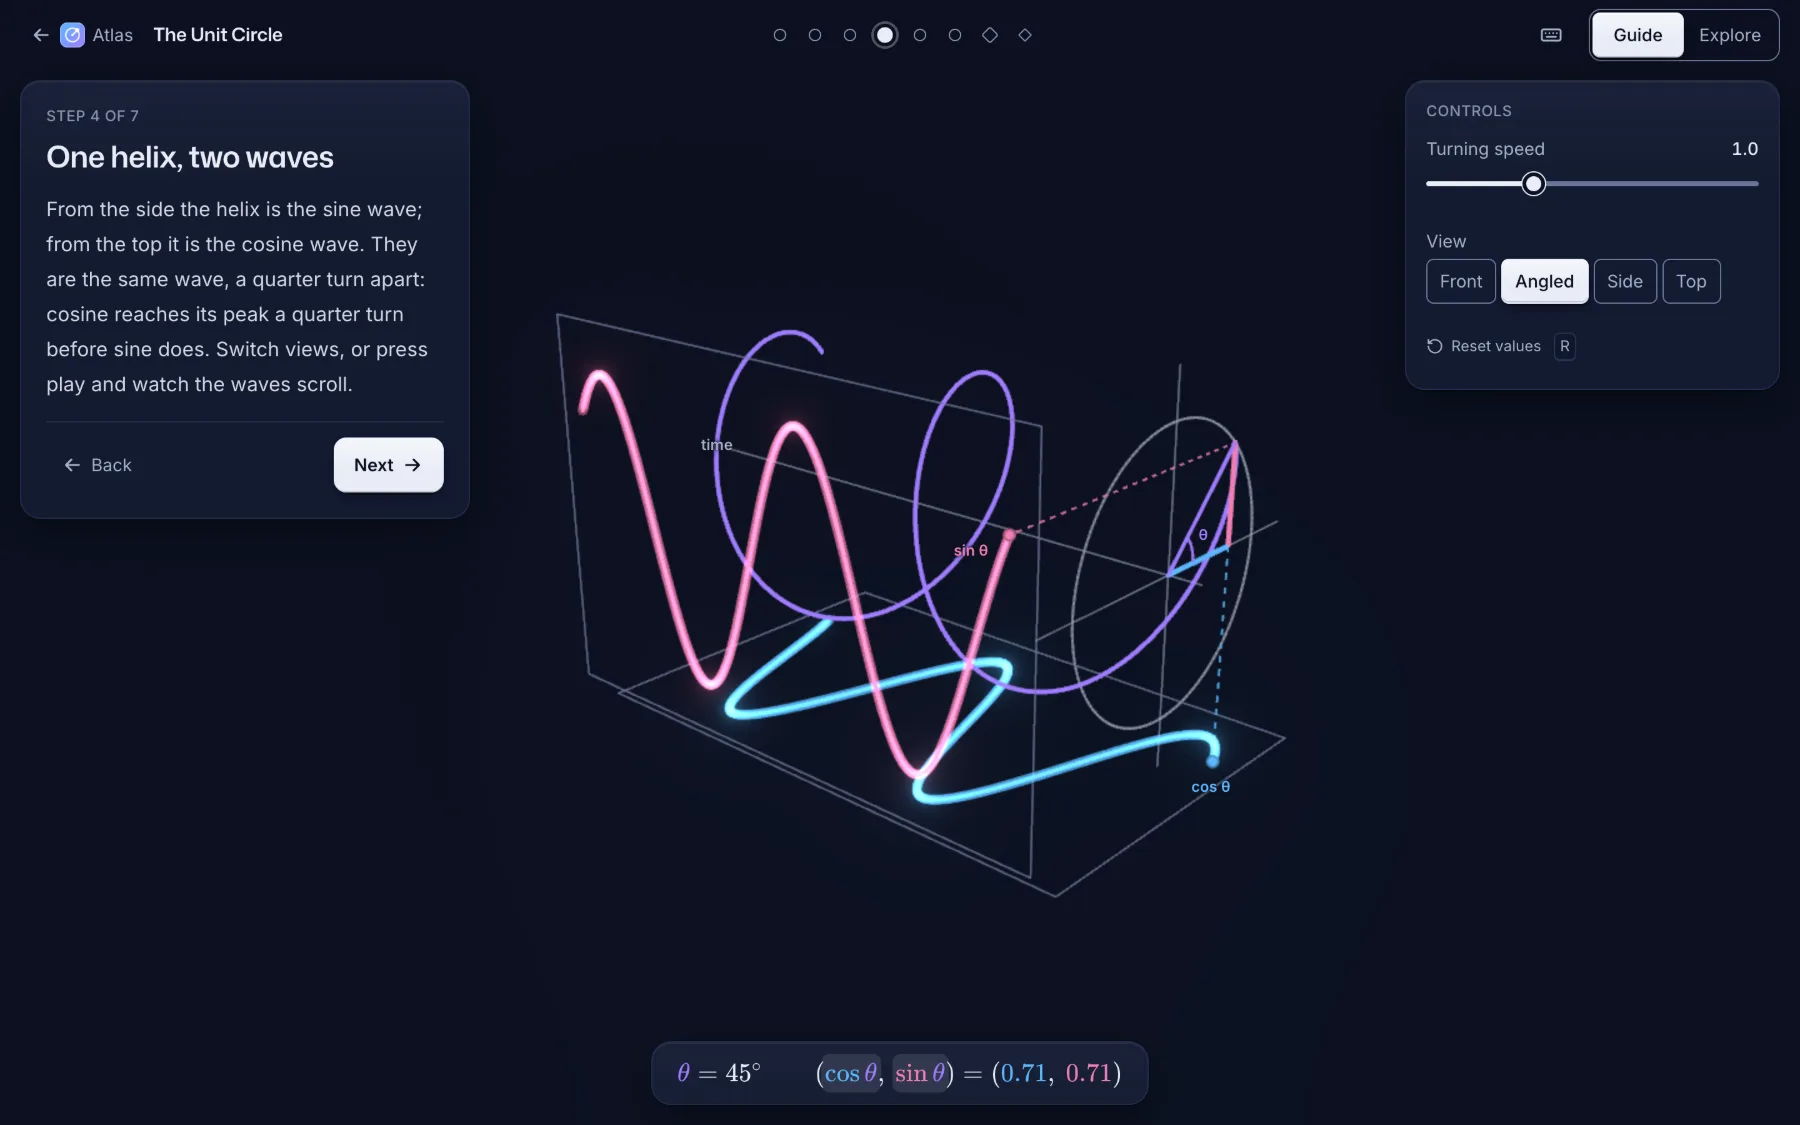 Atlas The Unit Circle
Guide Explore
STEP 4 OF 7
One helix, two waves
From the side the helix is the sine wave;
from the top it is the cosine wave. They
are the same wave, a quarter turn apart:
cosine reaches its peak a quarter turn
before sine does. Switch views, or press
play and watch the waves scroll.
Back Next
CONTROLS
Turning speed 1.0
View
Front Angled Side Top
Reset values R
time
θ
sin θ
cos θ
θ = 45° (cos θ, sin θ) = (0.71, 0.71)